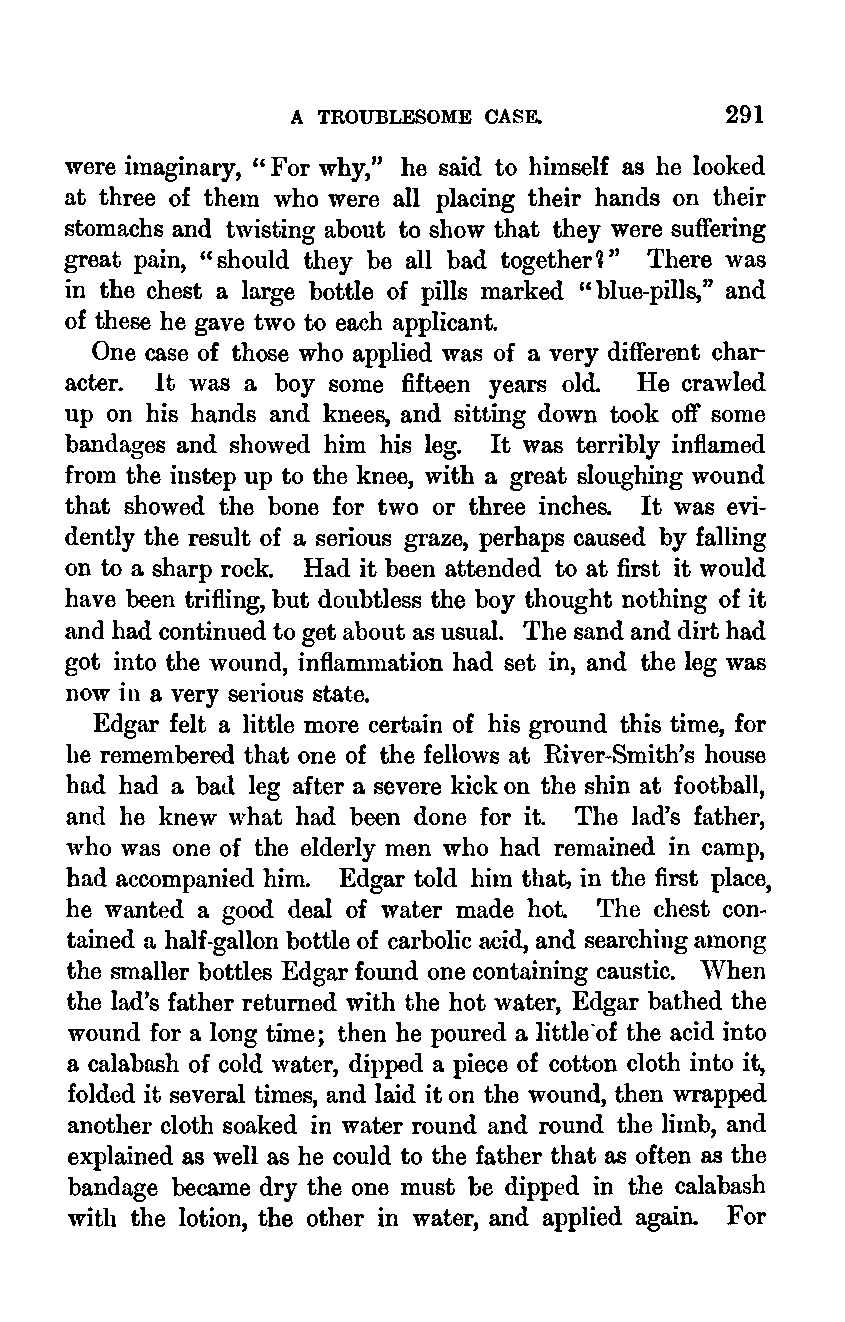 A TROUBLESOME CASE. 291
were imaginary, “For why,” he said to himself as he looked
at three of them who were all placing their hands on their
stomachs and twisting about to show that they were suffering
great pain, “should they be all bad together?” There was
in the chest a large bottle of pills marked “blue-pills,” and
of these he gave two to each applicant.
One case of those who applied was of a very different char-
acter. It was a boy some fifteen years old. He crawled
up on his hands and knees, and sitting down took off some
bandages and showed him his leg. It was terribly inflamed
from the instep up to the knee, with a great sloughing wound
that showed the bone for two or three inches. It was evi-
dently the result of a serious graze, perhaps caused by falling
on to a sharp rock. Had it been attended to at first it would
have been trifling, but doubtless the boy thought nothing of it
and had continued to get about as usual. The sand and dirt had
got into the wound, inflammation had set in, and the leg was
now in a very serious state.
Edgar felt a little more certain of his ground this time, for
he remembered that one of the fellows at River-Smith’s house
had had a bad leg after a severe kick on the shin at football,
and he knew what had been done for it. The lad’s father,
who was one of the elderly men who had remained in camp,
had accompanied him. Edgar told him that, in the first place,
he wanted a good deal of water made hot. The chest con-
tained a half-gallon bottle of carbolic acid, and searching among
the smaller bottles Edgar found one containing caustic. When
the lad’s father returned with the hot water, Edgar bathed the
wound for a long time; then he poured a little of the acid into
a calabash of cold water, dipped a piece of cotton cloth into it,
folded it several times, and laid it on the wound, then wrapped
another cloth soaked in water round and round the limb, and
explained as well as he could to the father that as often as the
bandage became dry the one must be dipped in the calabash
with the lotion, the other in water, and applied again. For